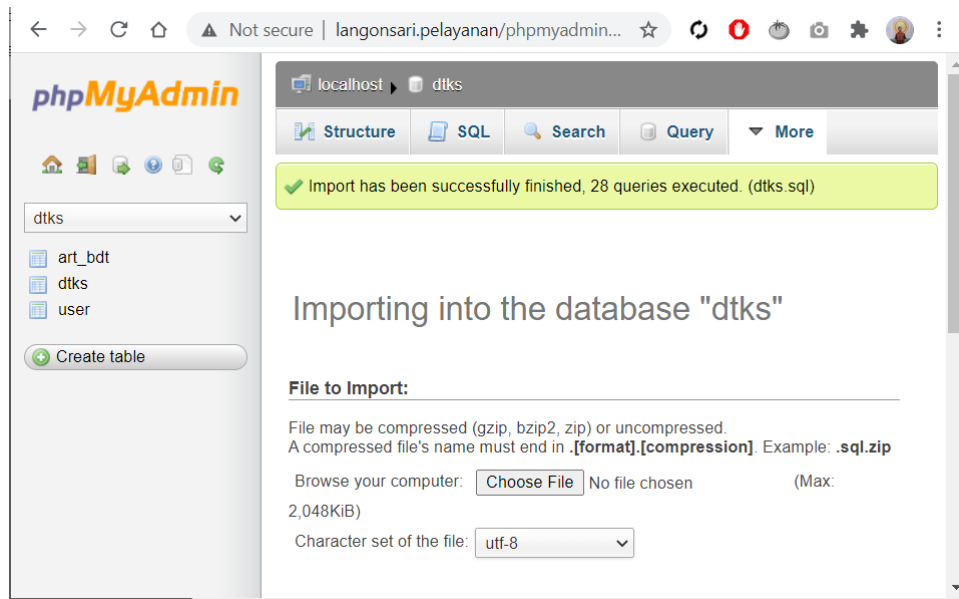 Not secure | langonsari.pelayanan/phpmyadmin...
phpMyAdmin
localhost dtks
Structure SQL Search Query More
Import has been successfully finished, 28 queries executed. (dtks.sql)
dtks
art_bdt
dtks
user
Create table
Importing into the database "dtks"
File to Import:
File may be compressed (gzip, bzip2, zip) or uncompressed.
A compressed file's name must end in .[format].[compression]. Example: .sql.zip
Browse your computer: Choose File No file chosen (Max:
2,048KiB)
Character set of the file: utf-8